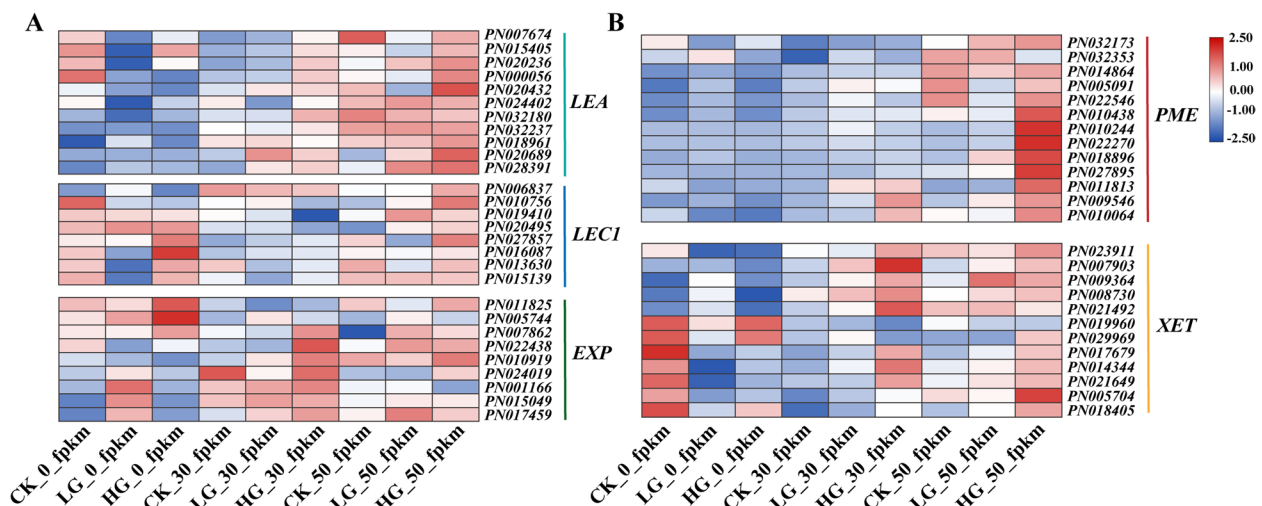 A
PN007674
PN015405
PN020236
PN000056
PN020432
PN024402
PN032180
PN032237
PN018961
PN020689
PN028391
LEA
PN006837
PN010756
PN019410
PN020495
PN027857
PN016087
PN013630
PN015139
LEC1
PN011825
PN005744
PN007862
PN022438
PN010919
PN024019
PN001166
PN015049
PN017459
EXP
CK_0_fpkm
LG_0_fpkm
HG_0_fpkm
CK_30_fpkm
LG_30_fpkm
HG_30_fpkm
CK_50_fpkm
LG_50_fpkm
HG_50_fpkm
B
PN032173
PN032353
PN014864
PN005091
PN022546
PN010438
PN010244
PN022270
PN018896
PN027895
PN011813
PN009546
PN010064
PME
PN023911
PN007903
PN009364
PN008730
PN021492
PN019960
PN029969
PN017679
PN014344
PN021649
PN005704
PN018405
XET
CK_0_fpkm
LG_0_fpkm
HG_0_fpkm
CK_30_fpkm
LG_30_fpkm
HG_30_fpkm
CK_50_fpkm
LG_50_fpkm
HG_50_fpkm
2.50
1.00
-1.00
-2.50